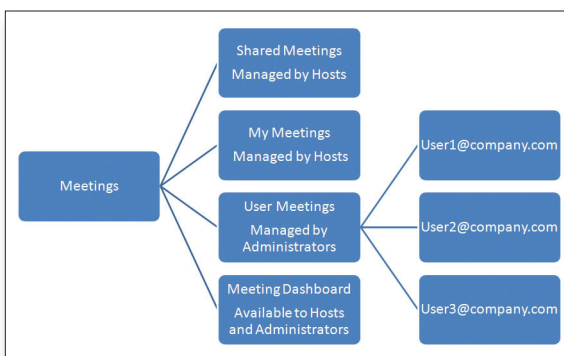 Shared Meetings
Managed by Hosts
My Meetings
Managed by Hosts
Meetings
User Meetings
Managed by
Administrators
Meeting Dashboard
Available to Hosts
and Administrators
User1@company.com
User2@company.com
User3@company.com